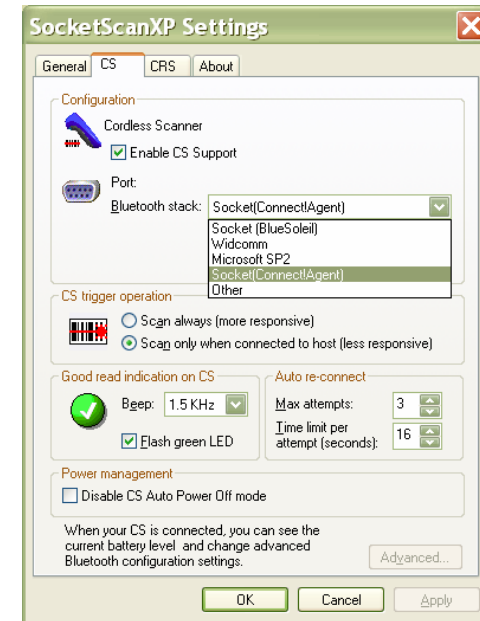 SocketScanXP Settings
General CS CRS About
Configuration
Cordless Scanner
Enable CS Support
Port:
Bluetooth stack: Socket(Connect!Agent)
Socket (BlueSoleil)
Widcomm
Microsoft SP2
Socket(Connect!Agent)
Other
CS trigger operation
Scan always (more responsive)
Scan only when connected to host (less responsive)
Good read indication on CS
Beep: 1.5 KHz
Flash green LED
Auto re-connect
Max attempts: 3
Time limit per
attempt (seconds): 16
Power management
Disable CS Auto Power Off mode
When your CS is connected, you can see the
current battery level and change advanced
Bluetooth configuration settings.
Advanced...
OK Cancel Apply